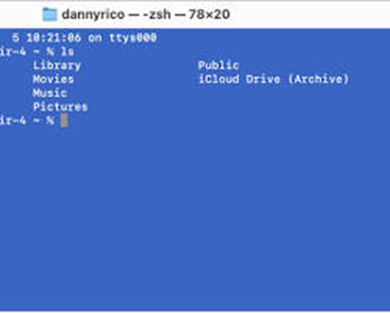 dannyrico — -zsh — 78×20
5 10:21:06 on ttys000
ir-4 ~ % ls
Library Public
Movies iCloud Drive (Archive)
Music
Pictures
ir-4 ~ %